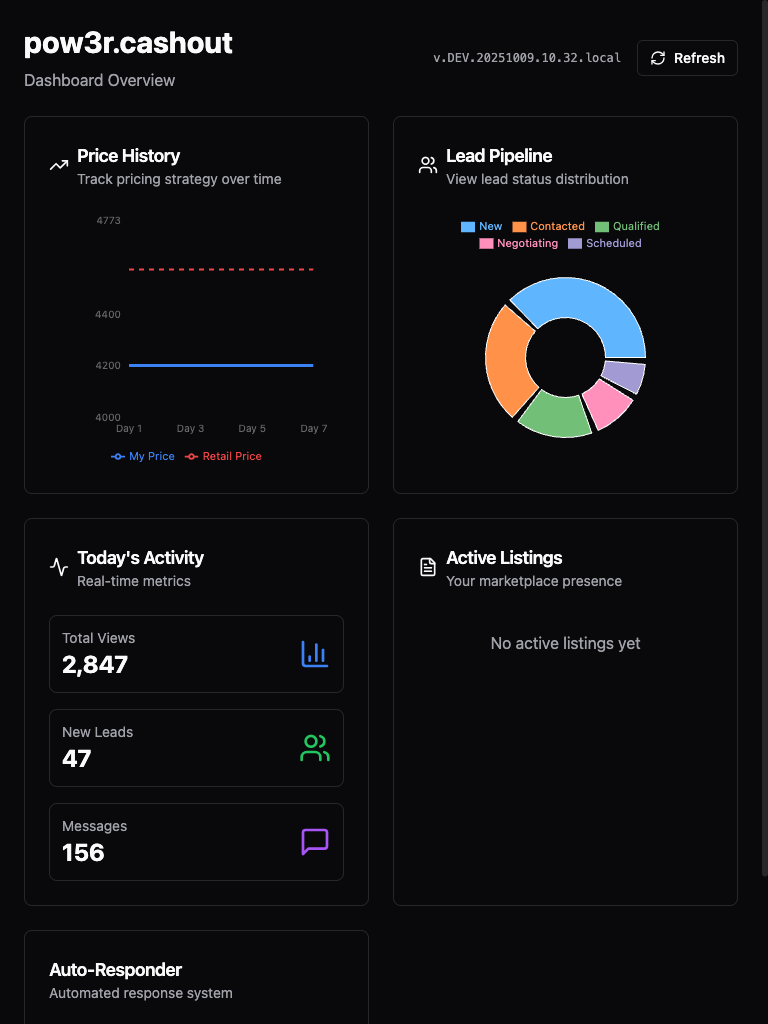 pow3r.cashout
Dashboard Overview
v.DEV.20251009.10.32.local
Refresh
Price History
Track pricing strategy over time
4773
4400
4200
4000
Day 1 Day 3 Day 5 Day 7
My Price Retail Price
Lead Pipeline
View lead status distribution
New Contacted Qualified
Negotiating Scheduled
Today's Activity
Real-time metrics
Total Views
2,847
New Leads
47
Messages
156
Active Listings
Your marketplace presence
No active listings yet
Auto-Responder
Automated response system